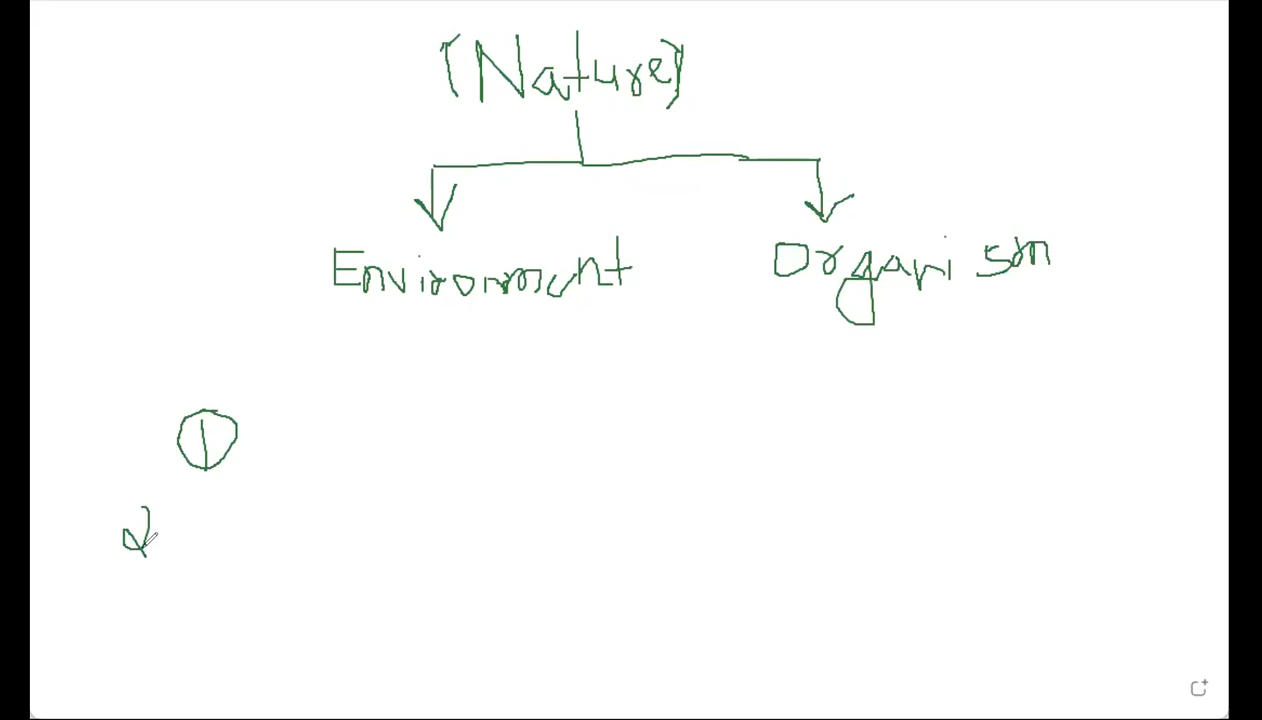 (Nature)
Environment Organism
①